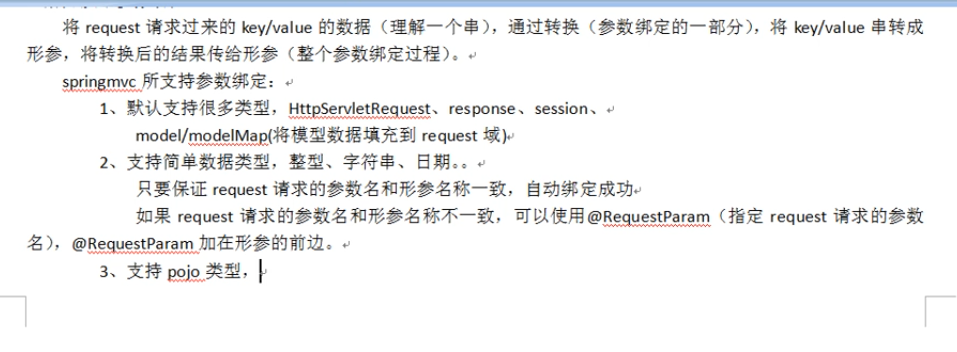 将 request 请求过来的 key/value 的数据（理解一个串），通过转换（参数绑定的一部分），将 key/value 串转成
形参，将转换后的结果传给形参（整个参数绑定过程）。
springmvc 所支持参数绑定：
1、默认支持很多类型，HttpServletRequest、response、session、
model/modelMap(将模型数据填充到 request 域)
2、支持简单数据类型，整型、字符串、日期。。
只要保证 request 请求的参数名和形参名称一致，自动绑定成功
如果 request 请求的参数名和形参名称不一致，可以使用@RequestParam（指定 request 请求的参数
名），@RequestParam 加在形参的前边。
3、支持 pojo 类型，